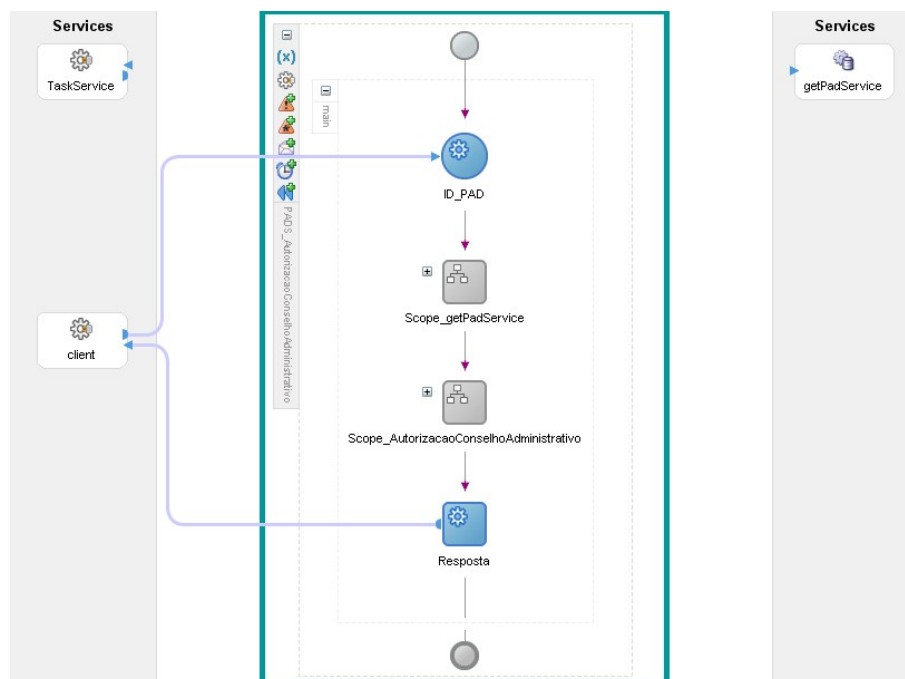 Services
TaskService
client
(x)
PADS_AutorizacaoConselhoAdministrativo
main
ID_PAD
Scope_getPadService
Scope_AutorizacaoConselhoAdministrativo
Resposta
Services
getPadService